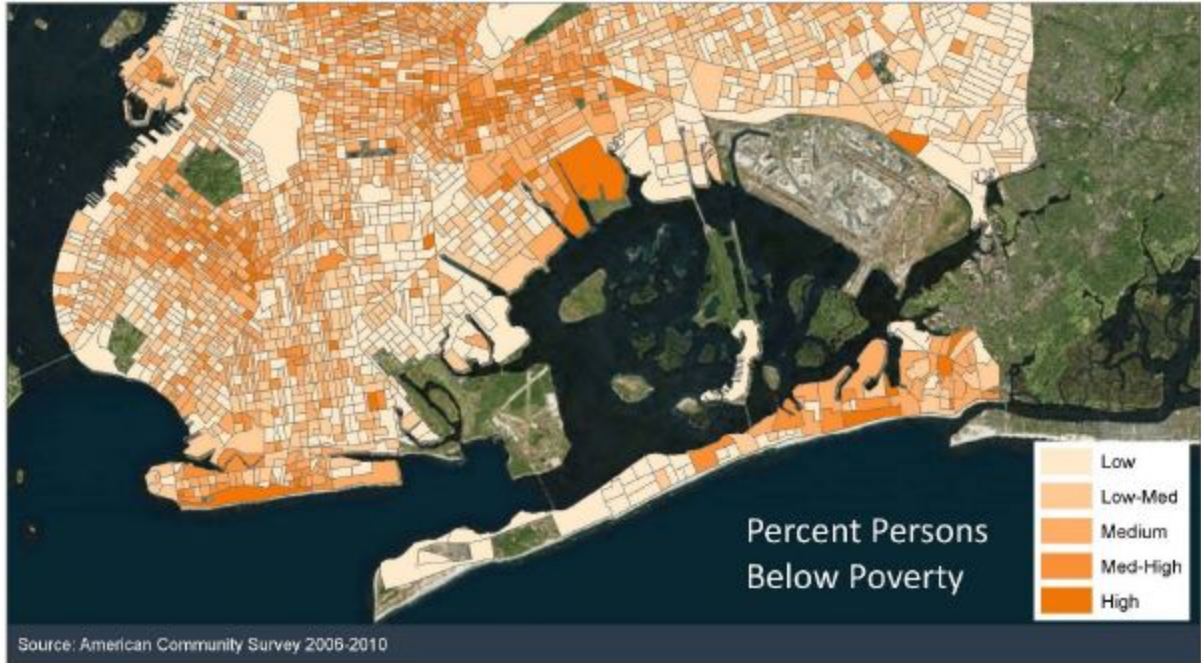 Low
Low-Med
Medium
Med-High
High
Percent Persons
Below Poverty
Source: American Community Survey 2006-2010